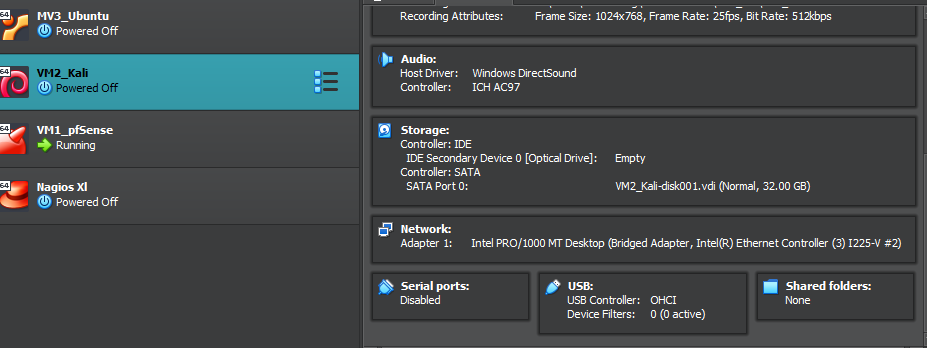 MV3_Ubuntu
Powered Off
64
VM2_Kali
Powered Off
64
VM1_pfSense
Running
64
Nagios Xl
Powered Off
Recording Attributes: Frame Size: 1024x768, Frame Rate: 25fps, Bit Rate: 512kbps
Audio:
Host Driver: Windows DirectSound
Controller: ICH AC97
Storage:
Controller: IDE
IDE Secondary Device 0 [Optical Drive]: Empty
Controller: SATA
SATA Port 0: VM2_Kali-disk001.vdi (Normal, 32.00 GB)
Network:
Adapter 1: Intel PRO/1000 MT Desktop (Bridged Adapter, Intel(R) Ethernet Controller (3) I225-V #2)
Serial ports:
Disabled
USB:
USB Controller: OHCI
Device Filters: 0 (0 active)
Shared folders:
None